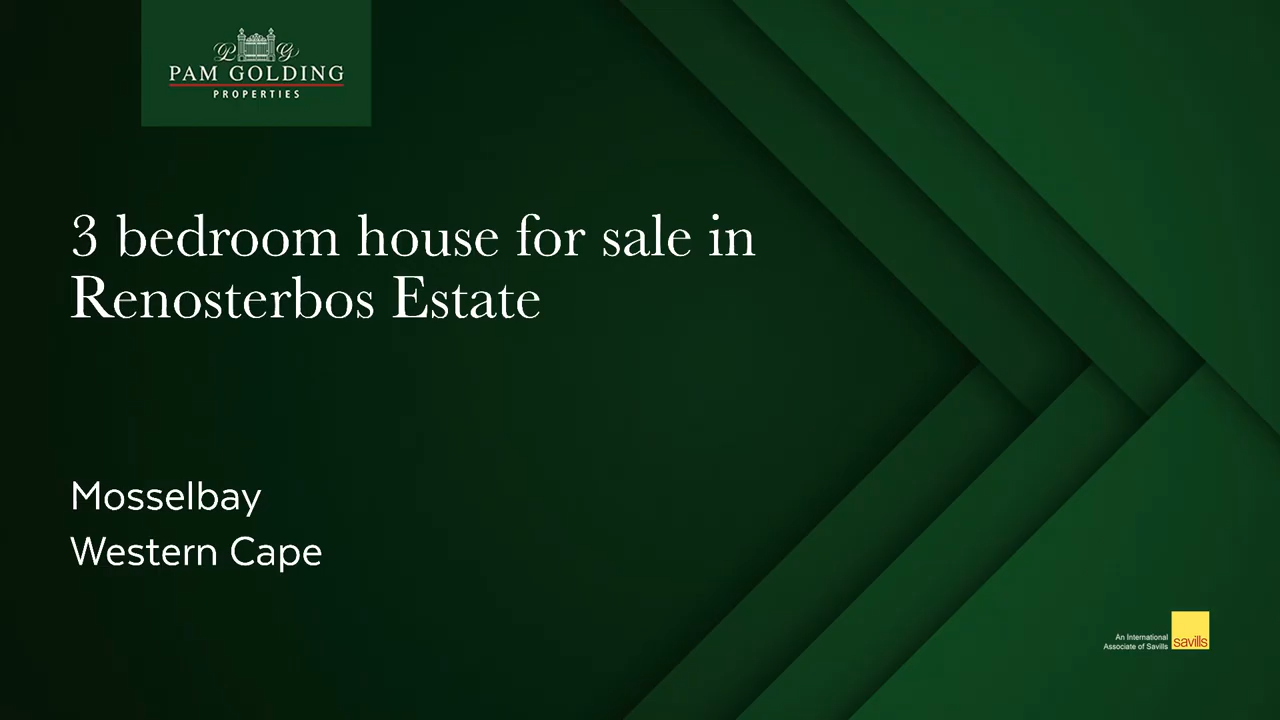 PAM GOLDING
PROPERTIES
3 bedroom house for sale in
Renosterbos Estate
Mosselbay
Western Cape
An International
Associate of Savills
savills